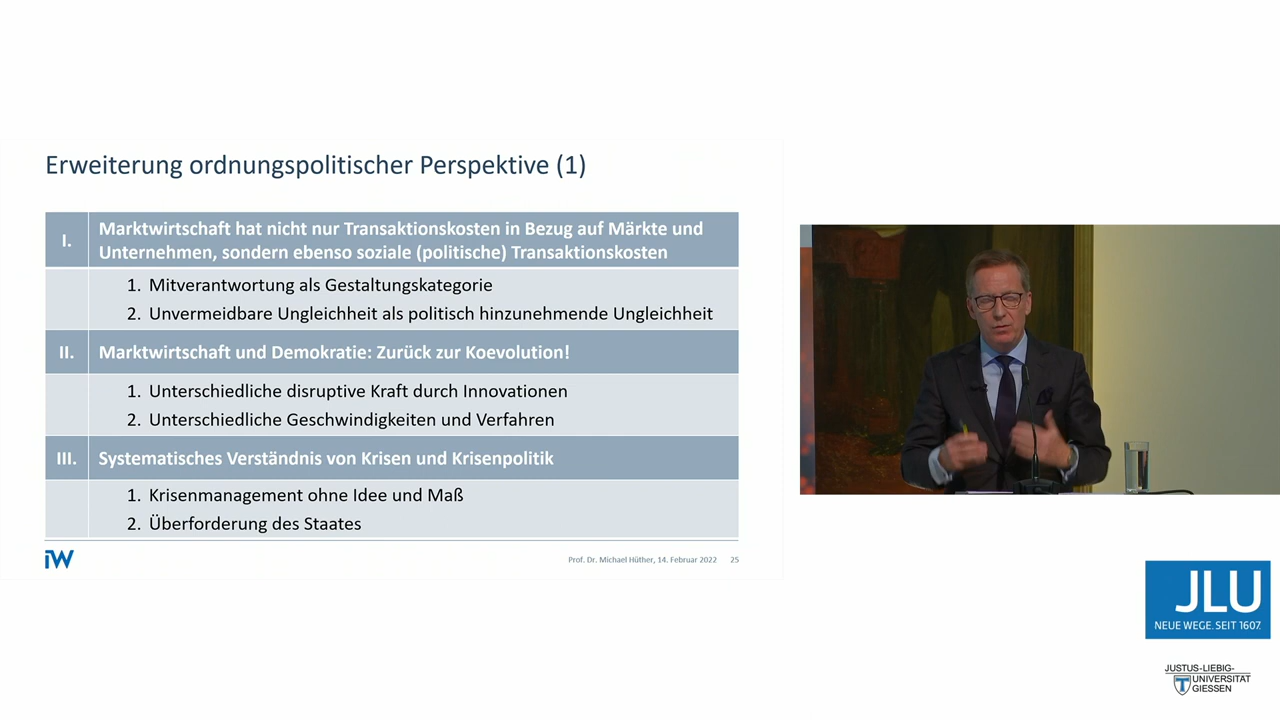 Erweiterung ordnungspolitischer Perspektive (1)
I.
Marktwirtschaft hat nicht nur Transaktionskosten in Bezug auf Märkte und
Unternehmen, sondern ebenso soziale (politische) Transaktionskosten
1. Mitverantwortung als Gestaltungskategorie
2. Unvermeidbare Ungleichheit als politisch hinzunehmende Ungleichheit
II. Marktwirtschaft und Demokratie: Zurück zur Koevolution!
1. Unterschiedliche disruptive Kraft durch Innovationen
2. Unterschiedliche Geschwindigkeiten und Verfahren
III. Systematisches Verständnis von Krisen und Krisenpolitik
1. Krisenmanagement ohne Idee und Maß
2. Überforderung des Staates
iW
Prof. Dr. Michael Hüther, 14. Februar 2022 25
JLU
NEUE WEGE. SEIT 1607.
JUSTUS-LIEBIG-
UNIVERSITAT
GIESSEN